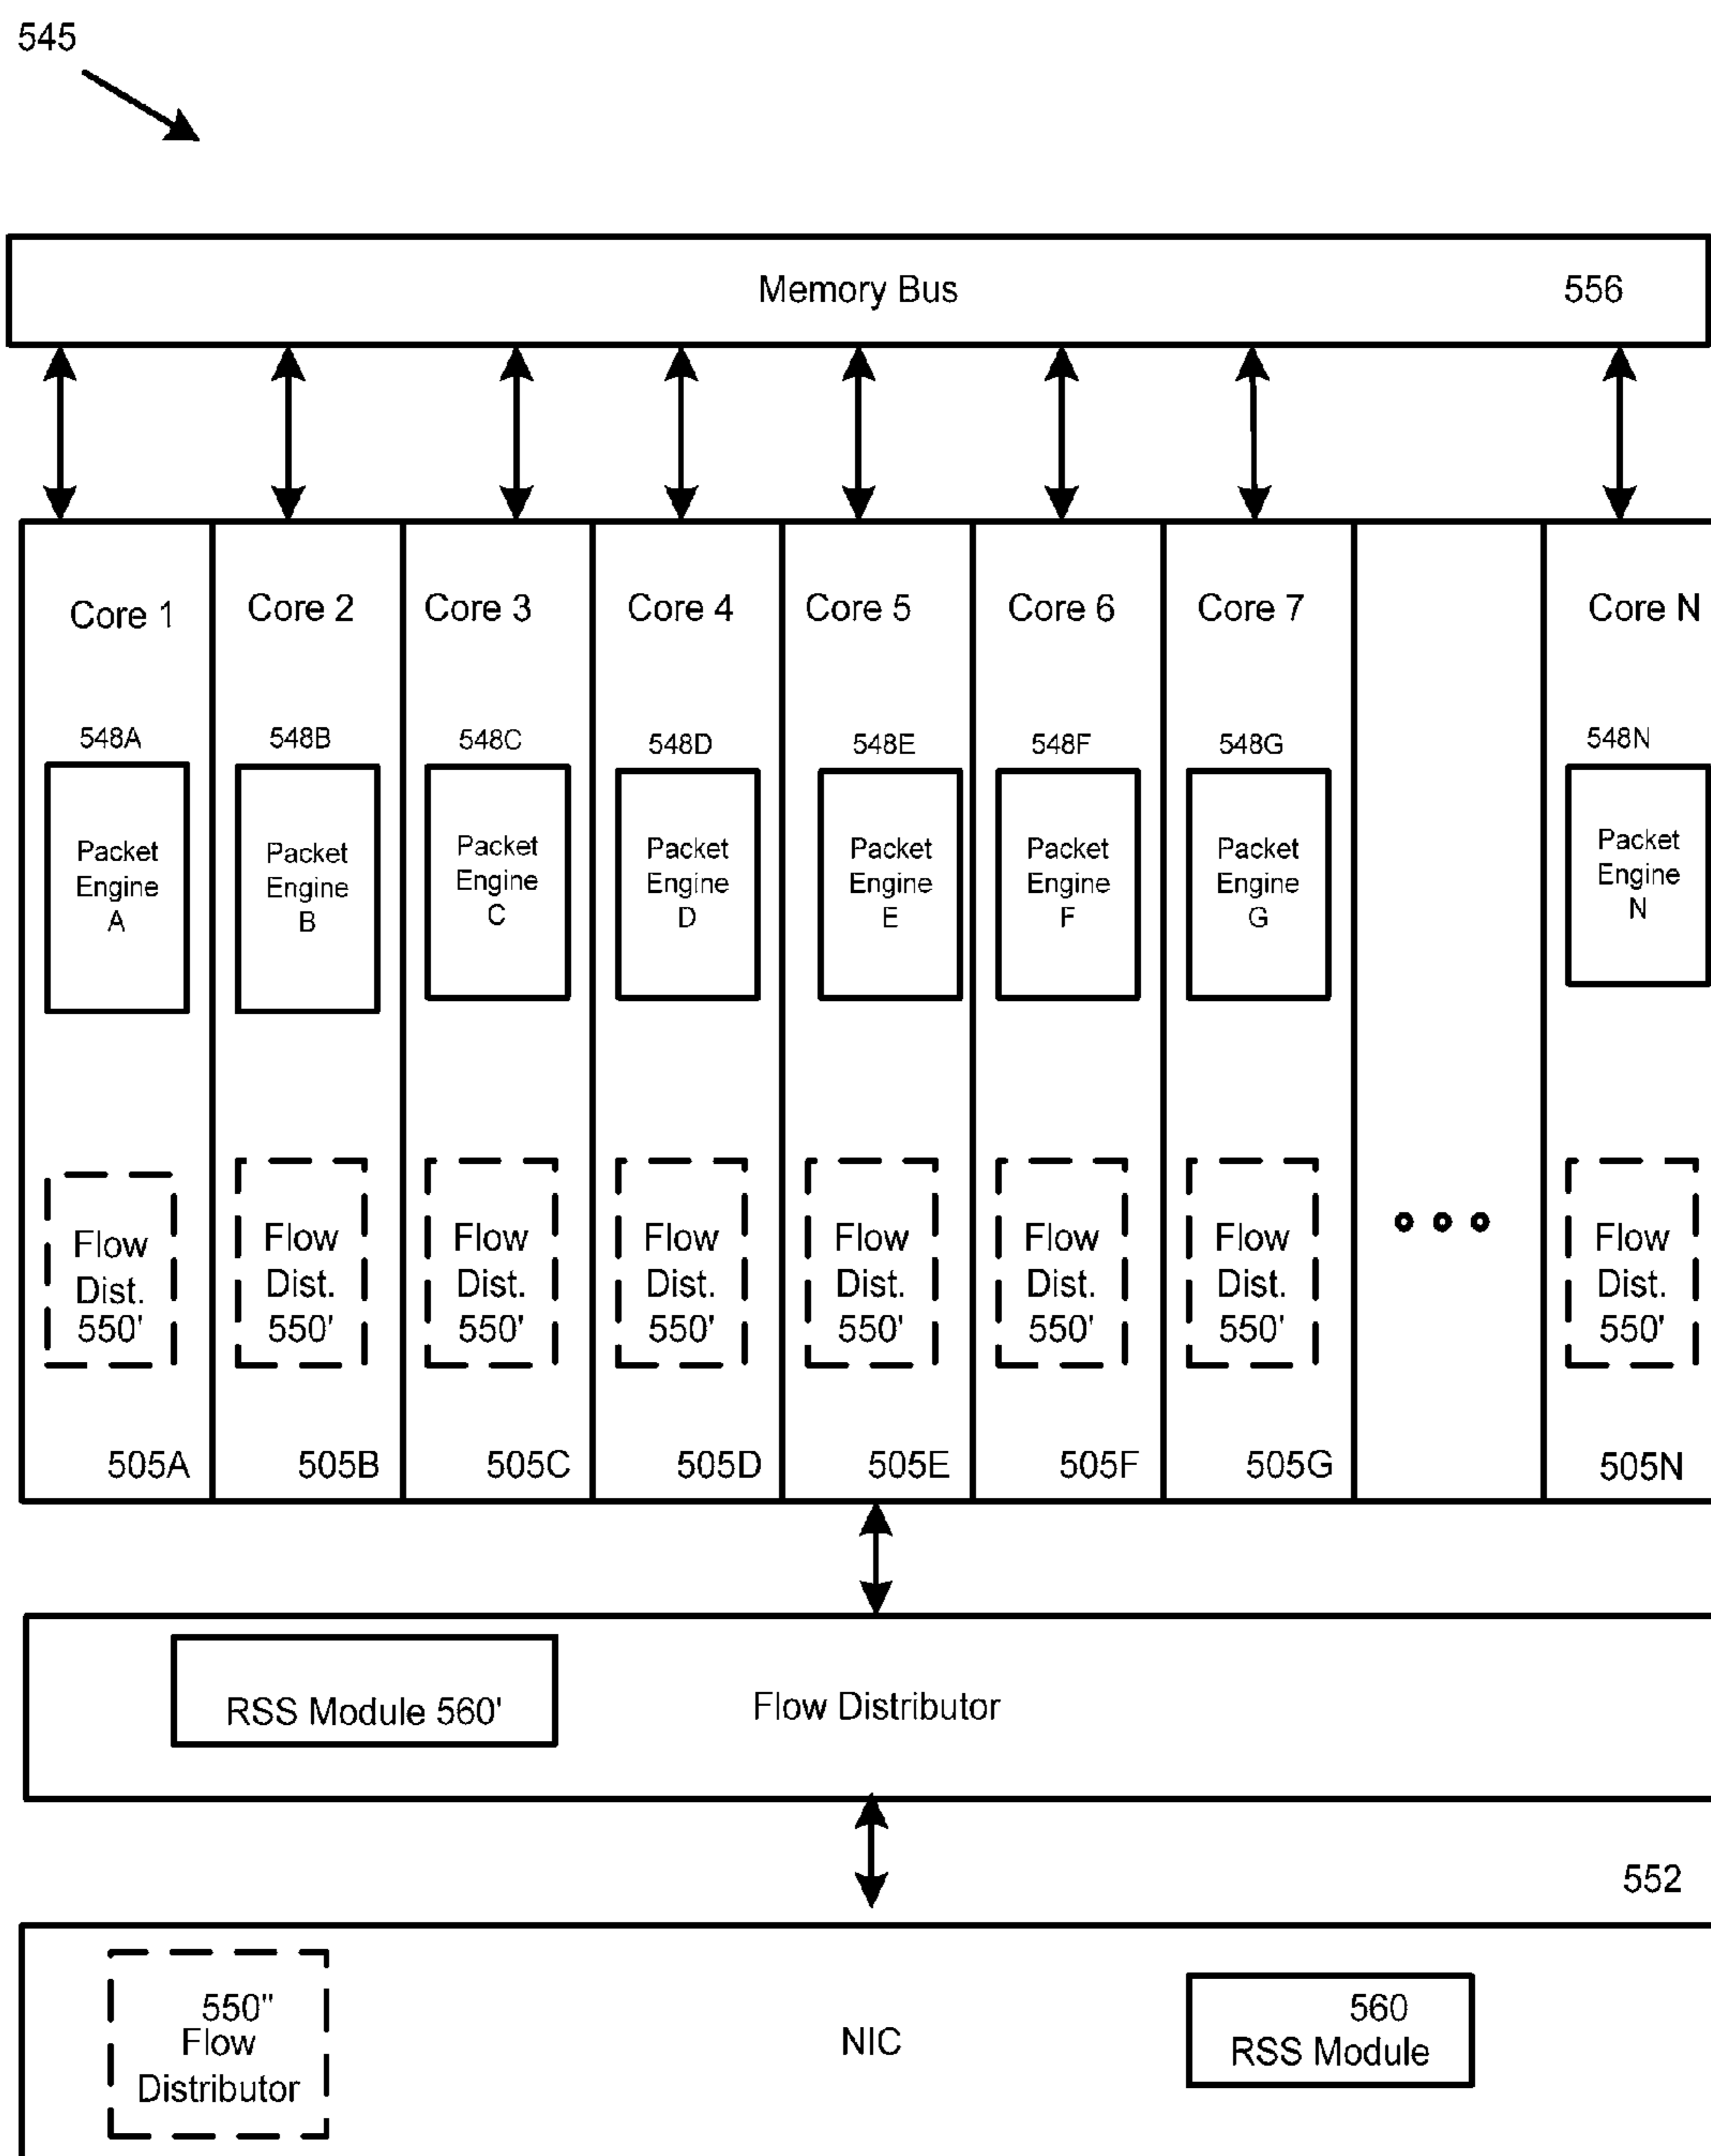 545
Memory Bus 556
Core 1 Core 2 Core 3 Core 4 Core 5 Core 6 Core 7 Core N
548A 548B 548C 548D 548E 548F 548G 548N
Packet Packet Packet Packet Packet Packet Packet Packet
Engine Engine Engine Engine Engine Engine Engine Engine
A B C D E F G N
Flow Flow Flow Flow Flow Flow Flow Flow
Dist. Dist. Dist. Dist. Dist. Dist. Dist. Dist.
550' 550' 550' 550' 550' 550' 550' 550'
505A 505B 505C 505D 505E 505F 505G 505N
RSS Module 560' Flow Distributor
552
550"
Flow
Distributor
NIC
560
RSS Module